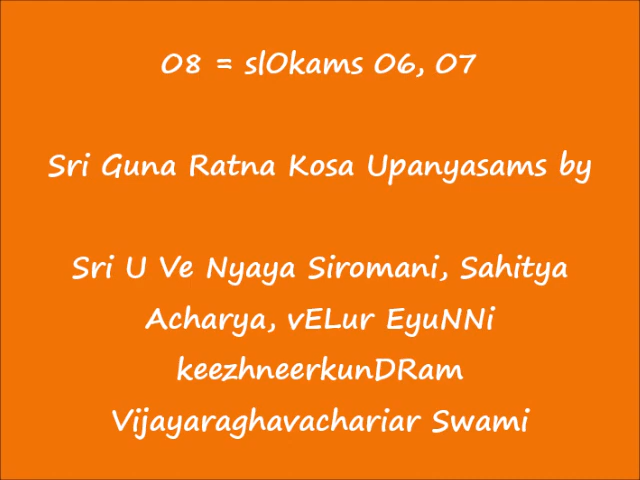 08 = slOkams 06, 07
Sri Guna Ratna Kosa Upanyasams by
Sri U Ve Nyaya Siromani, Sahitya
Acharya, vELur EyuNNi
keezhneerkunDRam
Vijayaraghavachariar Swami